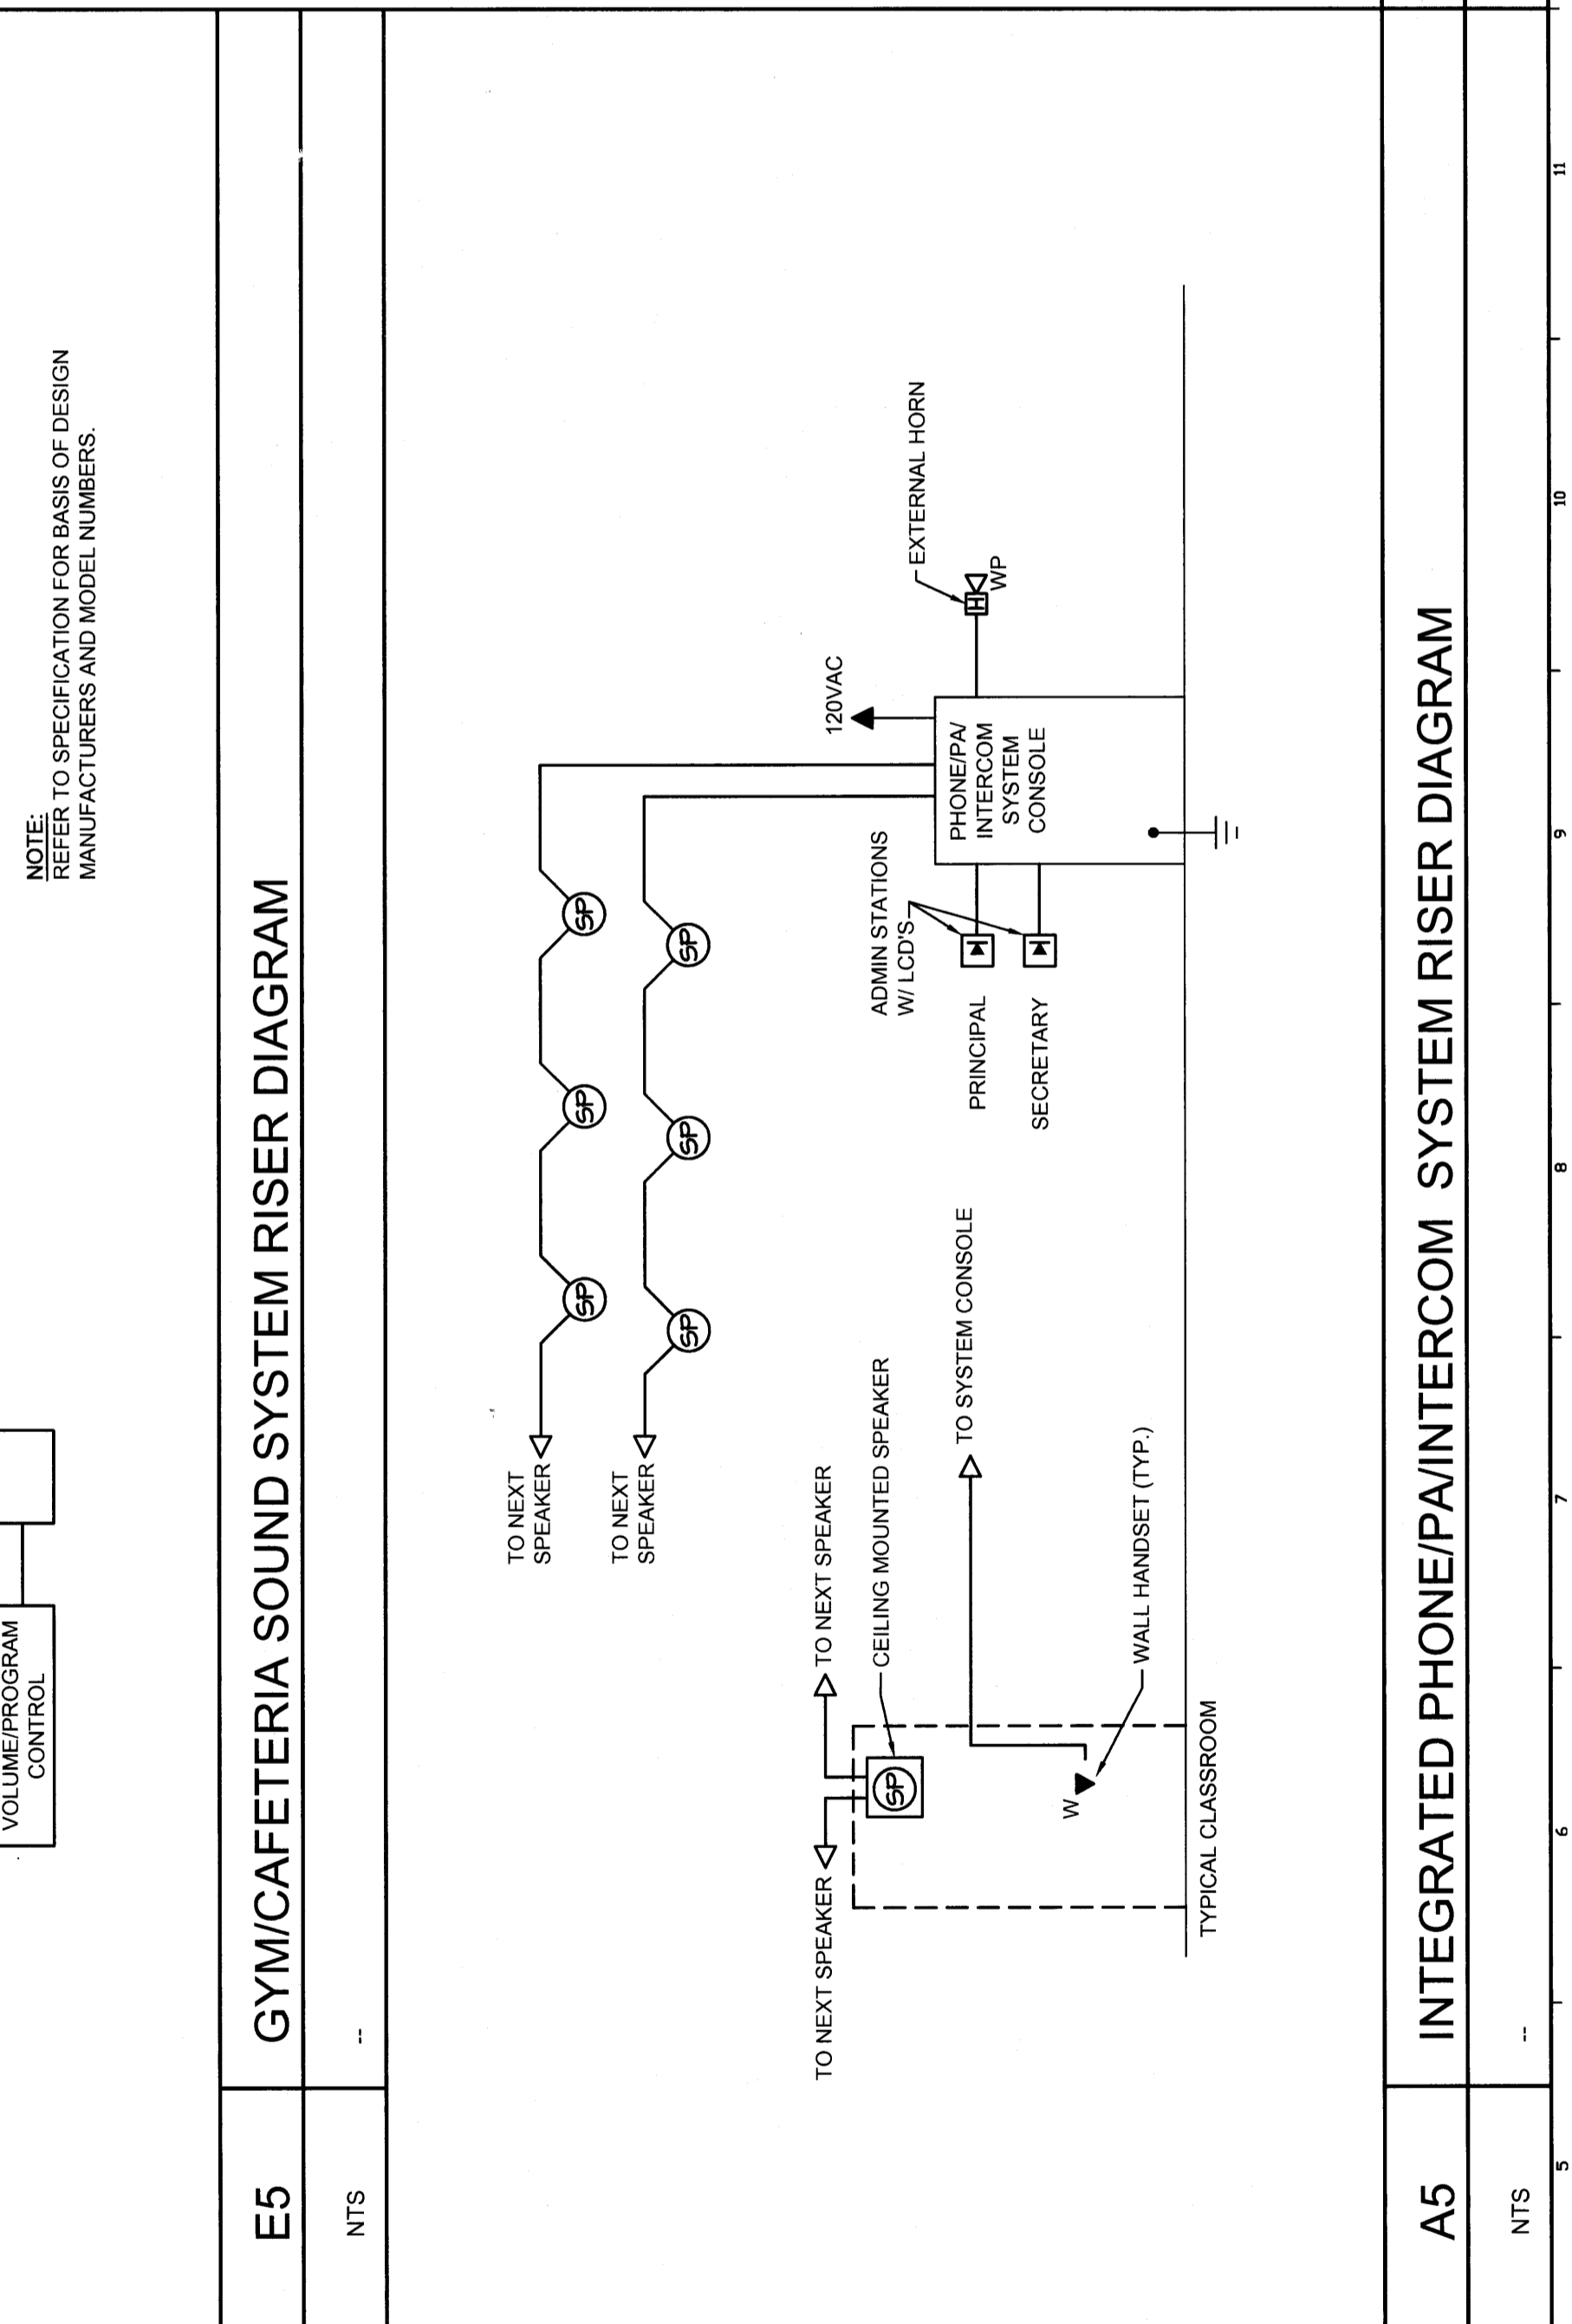 VOLUME/PROGRAM
CONTROL
NOTE:
REFER TO SPECIFICATION FOR BASIS OF DESIGN
MANUFACTURERS AND MODEL NUMBERS.
E5
GYM/CAFETERIA SOUND SYSTEM RISER DIAGRAM
NTS
--
TO NEXT
SPEAKER
SP
SP
SP
TO NEXT
SPEAKER
SP
SP
SP
TO NEXT SPEAKER
TO NEXT SPEAKER
CEILING MOUNTED SPEAKER
SP
TO SYSTEM CONSOLE
W
WALL HANDSET (TYP.)
TYPICAL CLASSROOM
120VAC
ADMIN STATIONS
W/ LCD'S
PRINCIPAL
SECRETARY
PHONE/PA/
INTERCOM
SYSTEM
CONSOLE
EXTERNAL HORN
H
WP
A5
INTEGRATED PHONE/PA/INTERCOM SYSTEM RISER DIAGRAM
NTS
--
5
6
7
8
9
10
11